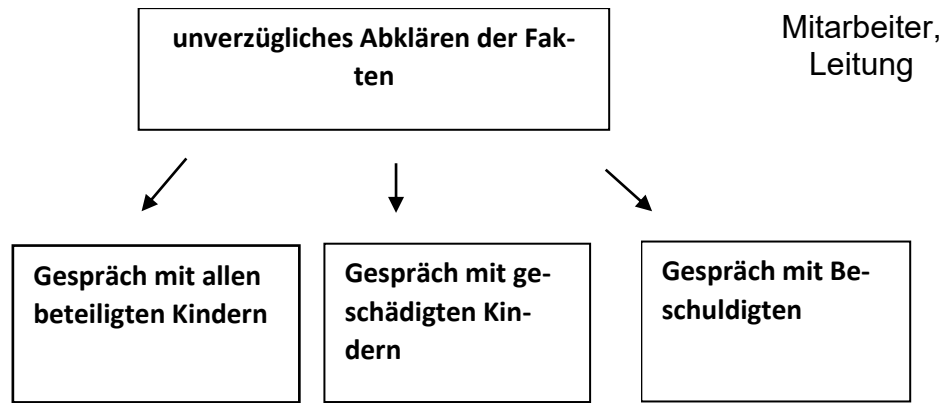 unverzügliches Abklären der Fak-
ten
Mitarbeiter,
Leitung
Gespräch mit allen
beteiligten Kindern
Gespräch mit ge-
schädigten Kin-
dern
Gespräch mit Be-
schuldigten